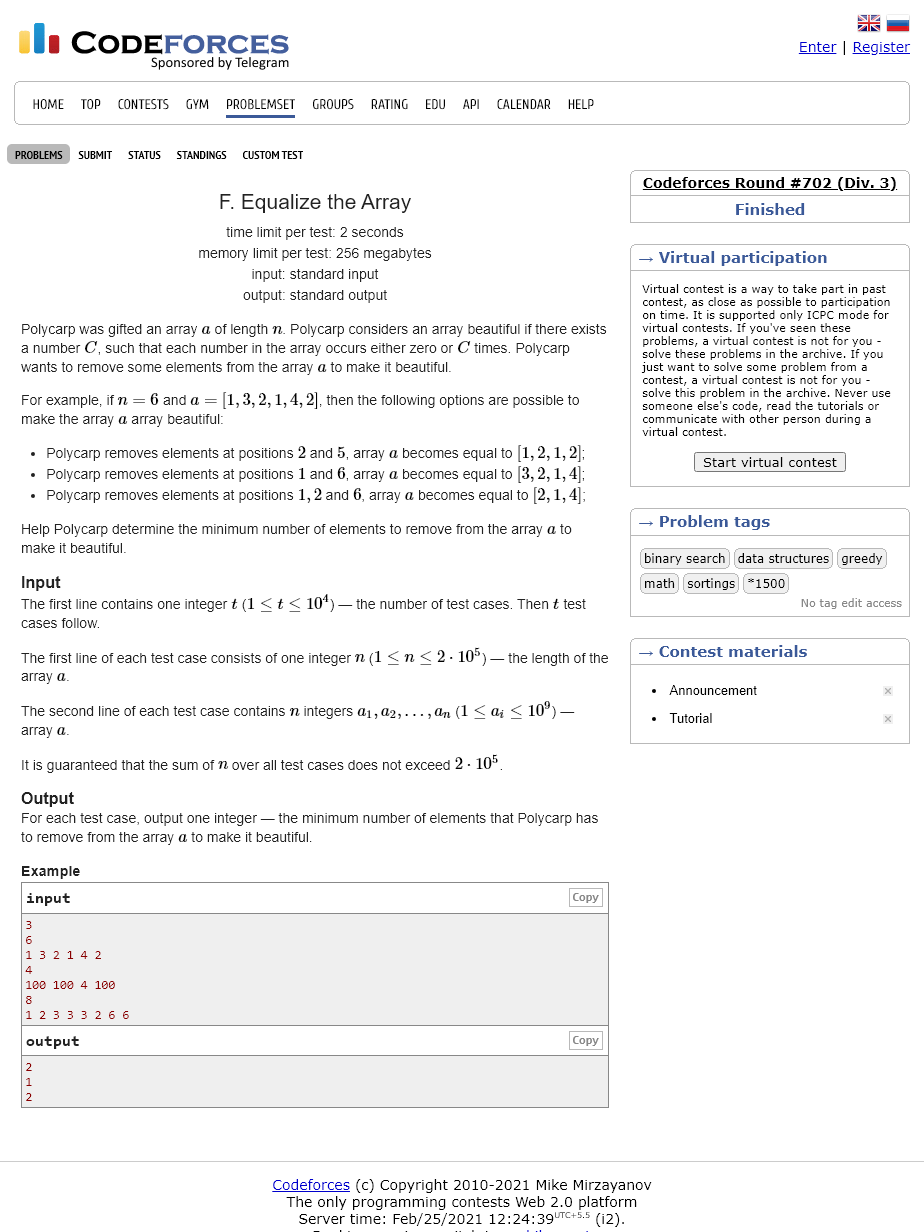 CODEFORCES
Sponsored by Telegram
Enter | Register
HOME TOP CONTESTS GYM PROBLEMSET GROUPS RATING EDU API CALENDAR HELP
PROBLEMS SUBMIT STATUS STANDINGS CUSTOM TEST
F. Equalize the Array
time limit per test: 2 seconds
memory limit per test: 256 megabytes
input: standard input
output: standard output
Polycarp was gifted an array a of length n. Polycarp considers an array beautiful if there exists
a number C, such that each number in the array occurs either zero or C times. Polycarp
wants to remove some elements from the array a to make it beautiful.
For example, if n = 6 and a = [1, 3, 2, 1, 4, 2], then the following options are possible to
make the array a array beautiful:
• Polycarp removes elements at positions 2 and 5, array a becomes equal to [1, 2, 1, 2];
• Polycarp removes elements at positions 1 and 6, array a becomes equal to [3, 2, 1, 4];
• Polycarp removes elements at positions 1, 2 and 6, array a becomes equal to [2, 1, 4];
Help Polycarp determine the minimum number of elements to remove from the array a to
make it beautiful.
Input
The first line contains one integer t (1 ≤ t ≤ 10⁴) — the number of test cases. Then t test
cases follow.
The first line of each test case consists of one integer n (1 ≤ n ≤ 2 · 10⁵) — the length of the
array a.
The second line of each test case contains n integers a₁, a₂, …, aₙ (1 ≤ aᵢ ≤ 10⁹) —
array a.
It is guaranteed that the sum of n over all test cases does not exceed 2 · 10⁵.
Output
For each test case, output one integer — the minimum number of elements that Polycarp has
to remove from the array a to make it beautiful.
Example
input Copy
3
6
1 3 2 1 4 2
4
100 100 4 100
8
1 2 3 3 3 2 6 6
output Copy
2
1
2
Codeforces Round #702 (Div. 3)
Finished
→ Virtual participation
Virtual contest is a way to take part in past
contest, as close as possible to participation
on time. It is supported only ICPC mode for
virtual contests. If you've seen these
problems, a virtual contest is not for you -
solve these problems in the archive. If you
just want to solve some problem from a
contest, a virtual contest is not for you -
solve this problem in the archive. Never use
someone else's code, read the tutorials or
communicate with other person during a
virtual contest.
Start virtual contest
→ Problem tags
binary search data structures greedy
math sortings *1500
No tag edit access
→ Contest materials
• Announcement
• Tutorial
Codeforces (c) Copyright 2010-2021 Mike Mirzayanov
The only programming contests Web 2.0 platform
Server time: Feb/25/2021 12:24:39 UTC+5.5 (i2).